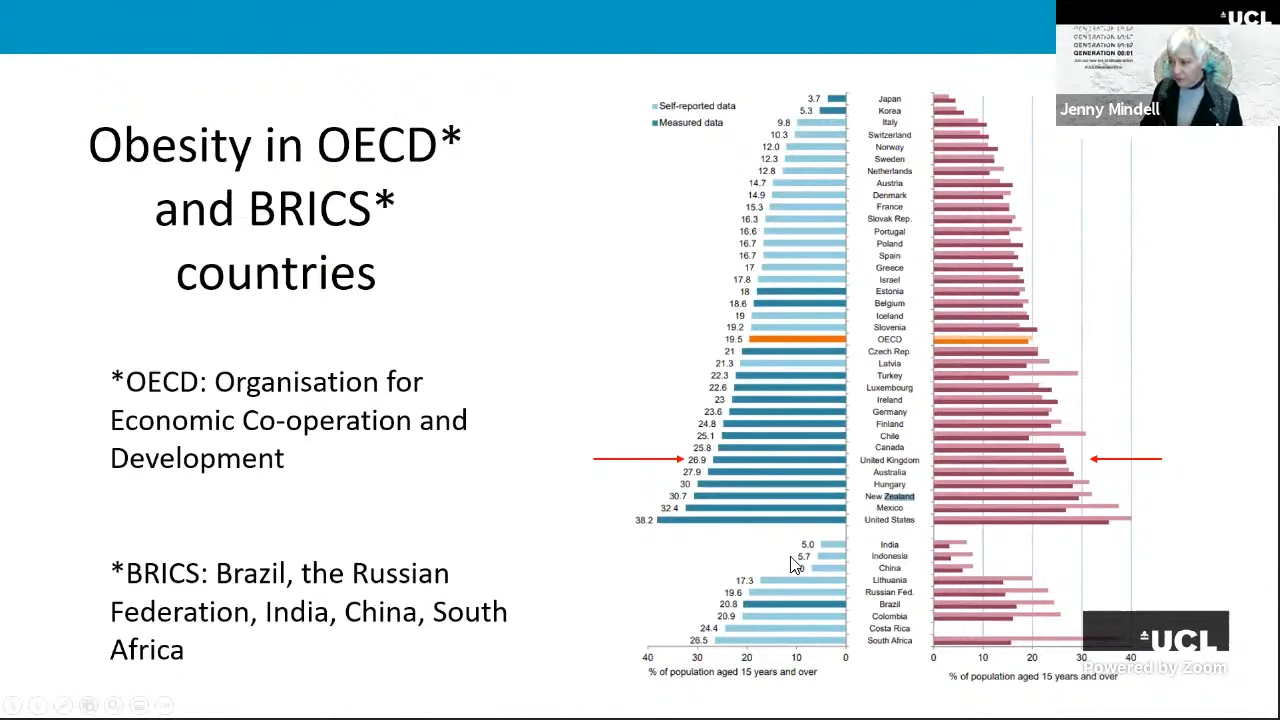 UCL
GENERATION 00:01
Jenny Mindell
Obesity in OECD*
and BRICS*
countries
*OECD: Organisation for
Economic Co-operation and
Development
*BRICS: Brazil, the Russian
Federation, India, China, South
Africa
Self-reported data
Measured data
3.7 Japan
5.3 Korea
9.8 Italy
10.3 Switzerland
12.0 Norway
12.3 Sweden
12.8 Netherlands
14.7 Austria
14.9 Denmark
15.3 France
16.3 Slovak Rep.
16.6 Portugal
16.7 Poland
16.7 Spain
17 Greece
17.8 Israel
18 Estonia
18.6 Belgium
19 Iceland
19.2 Slovenia
19.5 OECD
21 Czech Rep.
21.3 Latvia
22.3 Turkey
22.6 Luxembourg
23 Ireland
23.6 Germany
24.8 Finland
25.1 Chile
25.8 Canada
26.9 United Kingdom
27.9 Australia
30 Hungary
30.7 New Zealand
32.4 Mexico
38.2 United States
5.0 India
5.7 Indonesia
China
17.3 Lithuania
19.6 Russian Fed.
20.8 Brazil
20.9 Colombia
24.4 Costa Rica
26.5 South Africa
40 30 20 10 0
% of population aged 15 years and over
0 10 20 30 40
% of population aged 15 years and over
UCL
Powered by Zoom